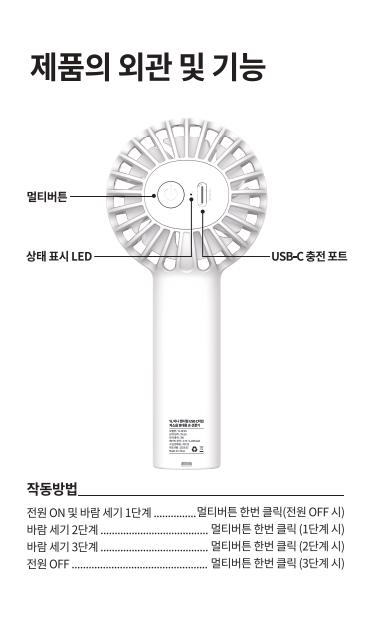 제품의 외관 및 기능
멀티버튼
상태 표시 LED
USB-C 충전 포트
작동방법
전원 ON 및 바람 세기 1단계 .............. 멀티버튼 한번 클릭(전원 OFF 시)
바람 세기 2단계 .................................... 멀티버튼 한번 클릭 (1단계 시)
바람 세기 3단계 .................................... 멀티버튼 한번 클릭 (2단계 시)
전원 OFF ............................................. 멀티버튼 한번 클릭 (3단계 시)